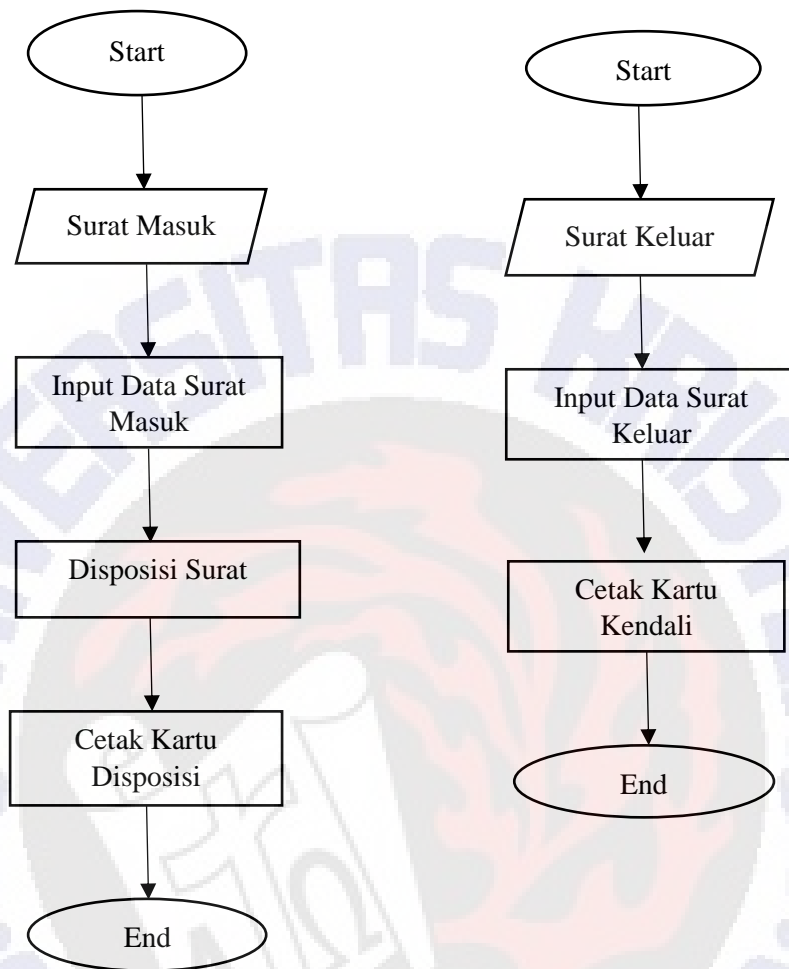 Start
Surat Masuk
Input Data Surat
Masuk
Disposisi Surat
Cetak Kartu
Disposisi
End
Start
Surat Keluar
Input Data Surat
Keluar
Cetak Kartu
Kendali
End